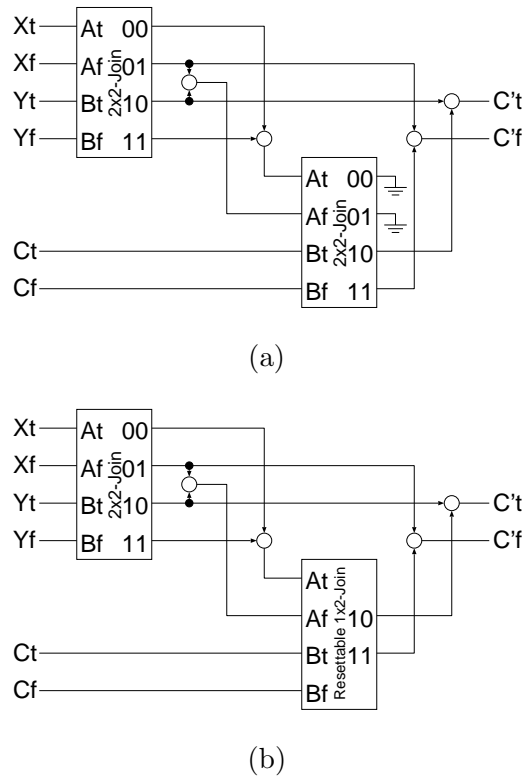 Xt
Xf
Yt
Yf
At 00
Af 01
Bt 10
Bf 11
2x2-Join
C't
C'f
At 00
Af 01
Bt 10
Bf 11
2x2-Join
Ct
Cf
(a)
Xt
Xf
Yt
Yf
At 00
Af 01
Bt 10
Bf 11
2x2-Join
C't
C'f
At
Af 10
Bt 11
Bf
Resettable 1x2-Join
Ct
Cf
(b)